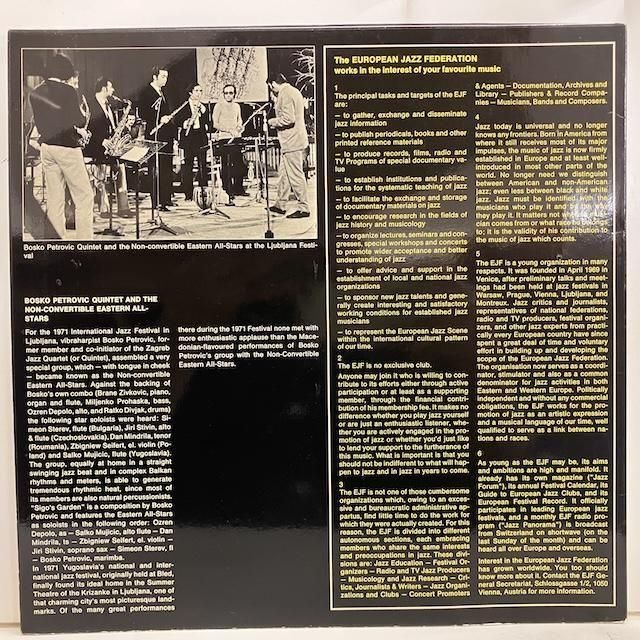 Bosko Petrovic Quintet and the Non-convertible Eastern All-Stars at the Ljubljana Festi-
val
BOSKO PETROVIC QUINTET AND THE
NON-CONVERTIBLE EASTERN ALL-
STARS
For the 1971 International Jazz Festival in
Ljubljana, vibraharpist Bosko Petrovic, for-
mer member and co-initiator of the Zagreb
Jazz Quartet (or Quintet), assembled a very
special group, which — with tongue in cheek
— became known as the Non-convertible
Eastern All-Stars. Against the backing of
Bosko's own combo (Brane Zivkovic, piano,
organ and flute, Miljenko Prohaska, bass,
Ozren Depolo, alto, and Ratko Divjak, drums)
the following star soloists were heard: Si-
meon Sterev, flute (Bulgaria), Jiri Stivin, alto
& flute (Czechoslovakia), Dan Mindrila, tenor
(Roumania), Zbigniew Seifert, el. violin (Po-
land) and Salko Mujicic, flute (Yugoslavia).
The group, equally at home in a straight
swinging jazz beat and in complex Balkan
rhythms and meters, is able to generate
tremendous rhythmic heat, since most of
its members are also natural percussionists.
"Sigo's Garden" is a composition by Bosko
Petrovic and features the Eastern All-Stars
as soloists in the following order: Ozren
Depolo, as — Salko Mujicic, alto flute — Dan
Mindrila, ts — Zbigniew Seifert, el. violin —
Jiri Stivin, soprano sax — Simeon Sterev, fl
— Bosko Petrovic, marimba.
In 1971 Yugoslavia's national and inter-
national jazz festival, originally held at Bled,
finally found its ideal home in the Summer
Theatre of the Krizanke in Ljubljana, one of
that charming city's most picturesque land-
marks. Of the many great performances
there during the 1971 Festival none met with
more enthusiastic applause than the Mace-
donian-flavoured performances of Bosko
Petrovic's group with the Non-Convertible
Eastern All-Stars.
The EUROPEAN JAZZ FEDERATION
works in the interest of your favourite music
1
The principal tasks and targets of the EJF
are:
— to gather, exchange and disseminate
jazz information
— to publish periodicals, books and other
printed reference materials
— to produce records, films, radio and
TV Programs of special documentary va-
lue
— to establish institutions and publica-
tions for the systematic teaching of jazz
— to facilitate the exchange and storage
of documentary materials on jazz
— to encourage research in the fields of
jazz history and musicology
— to organize lectures, seminars and con-
gresses, special workshops and concerts
to promote wider acceptance and better
understanding of jazz
— to offer advice and support in the
establishment of local and national jazz
organizations
— to sponsor new jazz talents and gene-
rally create interesting and satisfactory
working conditions for established jazz
musicians
— to represent the European Jazz Scene
within the international cultural pattern
of our time.
2
The EJF is no exclusive club.
Anyone may join it who is willing to con-
tribute to its efforts either through active
participation or at least as a supporting
member, through the financial contri-
bution of his membership fee. It makes no
difference whether you play jazz yourself
or are just an enthusiastic listener, whe-
ther you are actively engaged in the pro-
motion of jazz or whether you'd like just
to lend your support to the furtherance of
this music. What is important is that you
should not be indifferent to what will hap-
pen to jazz and in jazz in years to come.
3
The EJF is not one of those cumbersome
organizations which, owing to an exces-
sive and bureaucratic administrative ap-
partus, find little time to do the work for
which they were actually created. For this
reason, the EJF is divided into different
autonomous sections, each embracing
members who share the same interests
and preoccupations in jazz. These divis-
ions are: Jazz Education — Festival Or-
ganizers — Radio and TV Jazz Producers
— Musicology and Jazz Research — Cri-
tics, Journalists & Writers — Jazz Organi-
zations and Clubs — Concert Promoters
& Agents — Documentation, Archives and
Library — Publishers & Record Compa-
nies — Musicians, Bands and Composers.
4
Jazz today is universal and no longer
knows any frontiers. Born in America from
where it still receives most of its major
impulses, the music of jazz is now firmly
established in Europe and at least well-
introduced in most other parts of the
world. No longer need we distinguish
between American and non-American
jazz; even less between black and white
jazz. Jazz must be identified with the
musicians who play it and by the way
they play it. It matters not where a musi-
cian comes from or what race he belongs
to; it is the validity of his contribution to
the music of jazz which counts.
5
The EJF is a young organization in many
respects. It was founded in April 1969 in
Venice, after preliminary talks and meet-
ings had been held at jazz festivals in
Warsaw, Prague, Vienna, Ljubljana, and
Montreux. Jazz critics and journalists,
representatives of national federations,
radio and TV producers, festival organi-
zers, and other jazz experts from practi-
cally every European country have since
spent a great deal of time and voluntary
effort in building up and developing the
scope of the European Jazz Federation.
The organisation now serves as a coordi-
nator, stimulator and also as a common
denominator for jazz activities in both
Eastern and Western Europe. Politically
independent and without any commercial
obligations, the EJF works for the pro-
motion of jazz as an artistic expression
and a musical language of our time, well
qualified to serve as a link between na-
tions and races.
6
As young as the EJF may be, its aims
and ambitions are high and manifold. It
already has its own magazine ("Jazz
Forum"), its annual Festival Calendar, its
Guide to European Jazz Clubs, and its
European Festival Record. It officially
participates in leading European jazz
festivals, and a monthly EJF radio pro-
gram ("Jazz Panorama") is broadcast
from Switzerland on shortwave (on the
last Sunday of the month) and can be
heard all over Europe and overseas.
Interest in the European Jazz Federation
has grown worldwide. You too should
know more about it. Contact the EJF Ge-
neral Secretariat, Schlossgasse 1/2, 1050
Vienna, Austria for more information.